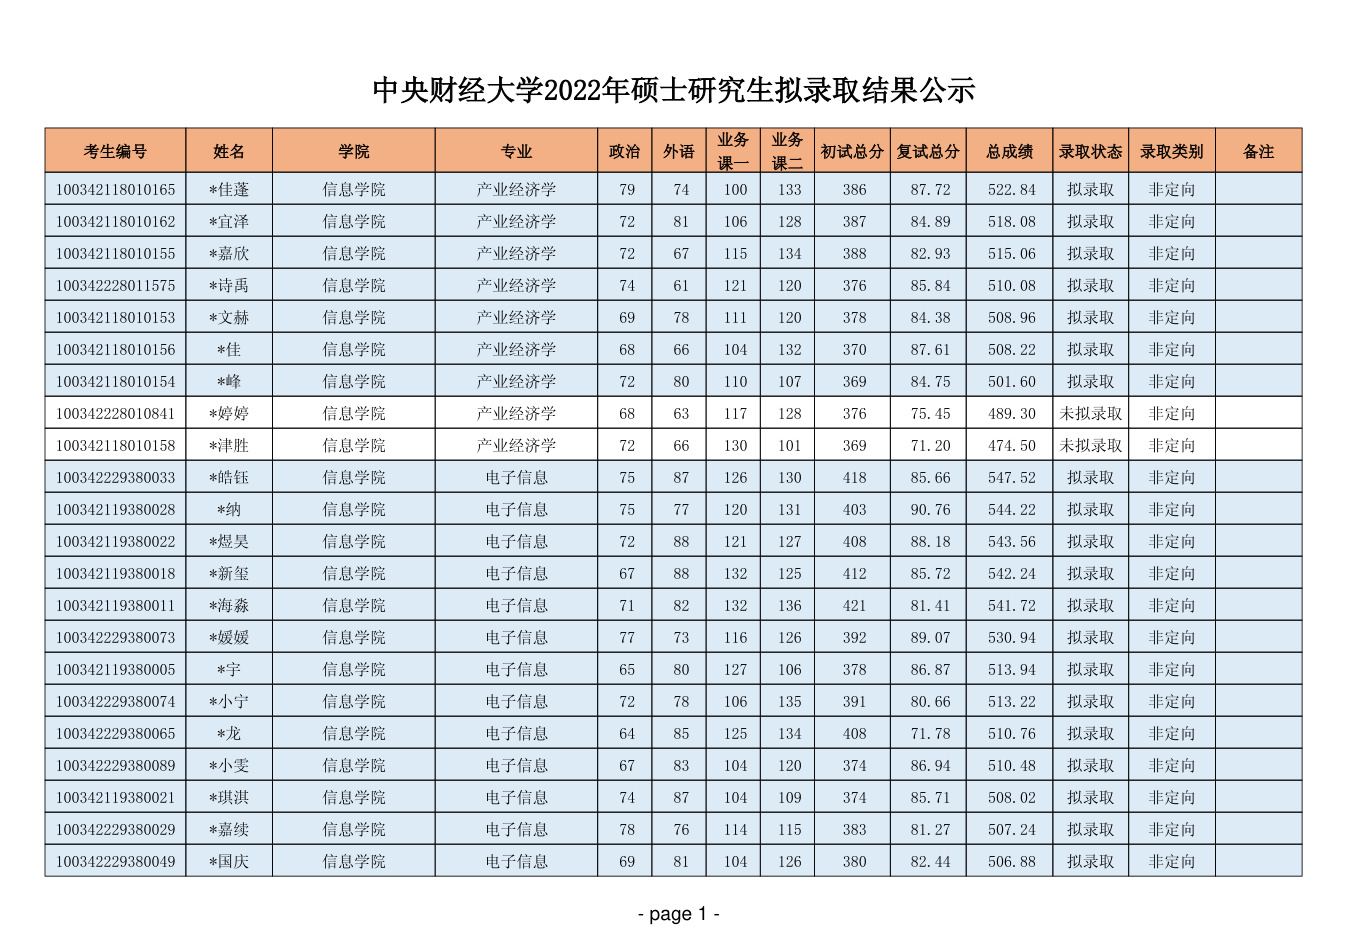 中央财经大学2022年硕士研究生拟录取结果公示
考生编号 姓名 学院 专业 政治 外语 业务课一 业务课二 初试总分 复试总分 总成绩 录取状态 录取类别 备注
100342118010165 *佳蓬 信息学院 产业经济学 79 74 100 133 386 87.72 522.84 拟录取 非定向
100342118010162 *宜泽 信息学院 产业经济学 72 81 106 128 387 84.89 518.08 拟录取 非定向
100342118010155 *嘉欣 信息学院 产业经济学 72 67 115 134 388 82.93 515.06 拟录取 非定向
100342228011575 *诗禹 信息学院 产业经济学 74 61 121 120 376 85.84 510.08 拟录取 非定向
100342118010153 *文赫 信息学院 产业经济学 69 78 111 120 378 84.38 508.96 拟录取 非定向
100342118010156 *佳 信息学院 产业经济学 68 66 104 132 370 87.61 508.22 拟录取 非定向
100342118010154 *峰 信息学院 产业经济学 72 80 110 107 369 84.75 501.60 拟录取 非定向
100342228010841 *婷婷 信息学院 产业经济学 68 63 117 128 376 75.45 489.30 未拟录取 非定向
100342118010158 *津胜 信息学院 产业经济学 72 66 130 101 369 71.20 474.50 未拟录取 非定向
100342229380033 *皓钰 信息学院 电子信息 75 87 126 130 418 85.66 547.52 拟录取 非定向
100342119380028 *纳 信息学院 电子信息 75 77 120 131 403 90.76 544.22 拟录取 非定向
100342119380022 *煜昊 信息学院 电子信息 72 88 121 127 408 88.18 543.56 拟录取 非定向
100342119380018 *新玺 信息学院 电子信息 67 88 132 125 412 85.72 542.24 拟录取 非定向
100342119380011 *海淼 信息学院 电子信息 71 82 132 136 421 81.41 541.72 拟录取 非定向
100342229380073 *媛媛 信息学院 电子信息 77 73 116 126 392 89.07 530.94 拟录取 非定向
100342119380005 *宇 信息学院 电子信息 65 80 127 106 378 86.87 513.94 拟录取 非定向
100342229380074 *小宁 信息学院 电子信息 72 78 106 135 391 80.66 513.22 拟录取 非定向
100342229380065 *龙 信息学院 电子信息 64 85 125 134 408 71.78 510.76 拟录取 非定向
100342229380089 *小雯 信息学院 电子信息 67 83 104 120 374 86.94 510.48 拟录取 非定向
100342119380021 *琪淇 信息学院 电子信息 74 87 104 109 374 85.71 508.02 拟录取 非定向
100342229380029 *嘉续 信息学院 电子信息 78 76 114 115 383 81.27 507.24 拟录取 非定向
100342229380049 *国庆 信息学院 电子信息 69 81 104 126 380 82.44 506.88 拟录取 非定向
- page 1 -